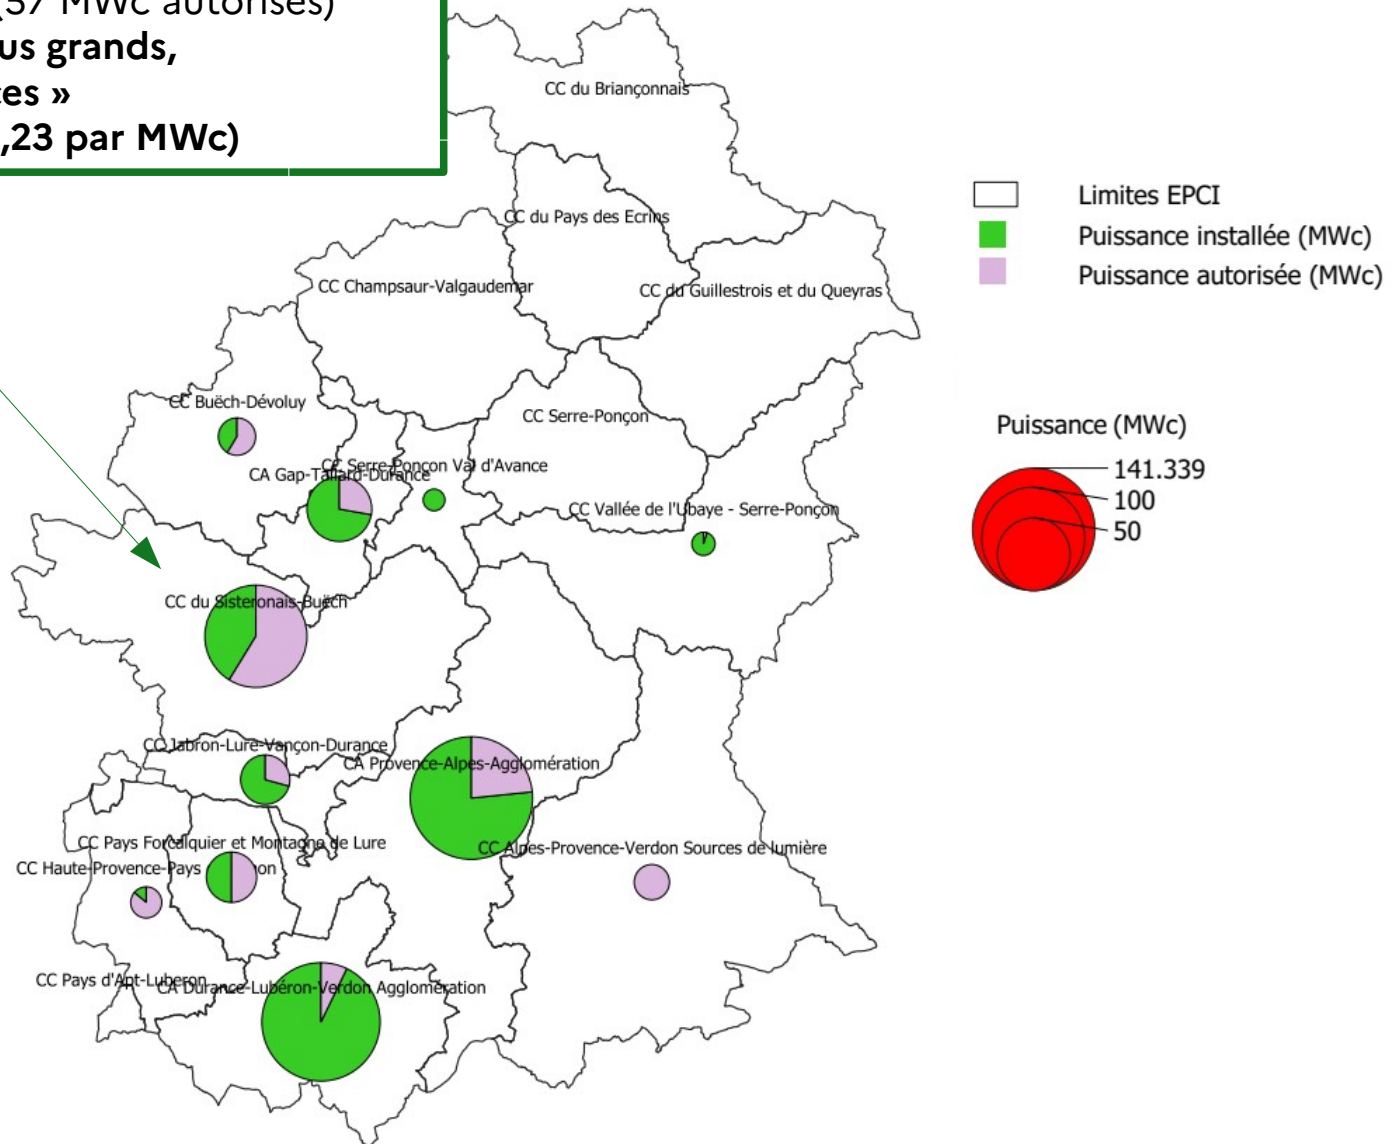 (57 MWc autorisés)
us grands,
es »
,23 par MWc)
CC du Briançonnais
CC du Pays des Ecrins
CC Champsaur-Valgaudemar
CC du Guillestrois et du Queyras
Limites EPCI
Puissance installée (MWc)
Puissance autorisée (MWc)
CC Buëch-Dévoluy
CC Serre-Ponçon
CC Serre-Ponçon Val d'Avance
CA Gap-Tallard-Durance
CC Vallée de l'Ubaye - Serre-Ponçon
Puissance (MWc)
141.339
100
50
CC du Sisteronais-Buëch
CC Jabron-Lure-Vançon-Durance
CA Provence-Alpes-Agglomération
CC Pays Forcalquier et Montagne de Lure
CC Alpes-Provence-Verdon Sources de lumière
CC Haute-Provence-Pays
CC Pays d'Apt-Luberon
CA Durance-Lubéron-Verdon Agglomération